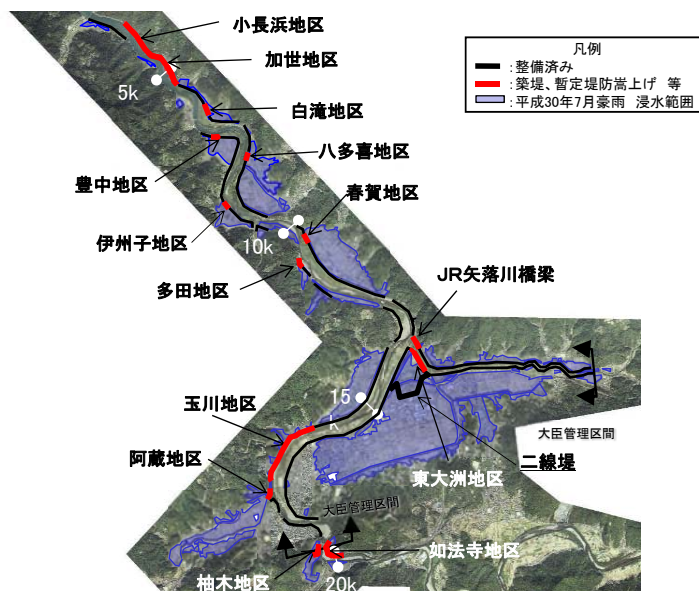 小長浜地区
加世地区
5k
白滝地区
八多喜地区
豊中地区
春賀地区
伊州子地区
10k
多田地区
JR矢落川橋梁
凡例
:整備済み
:築堤、暫定堤防嵩上げ 等
:平成30年7月豪雨 浸水範囲
15
k
玉川地区
大臣管理区間
阿蔵地区
東大洲地区
二線堤
大臣管理区間
如法寺地区
柚木地区
20k